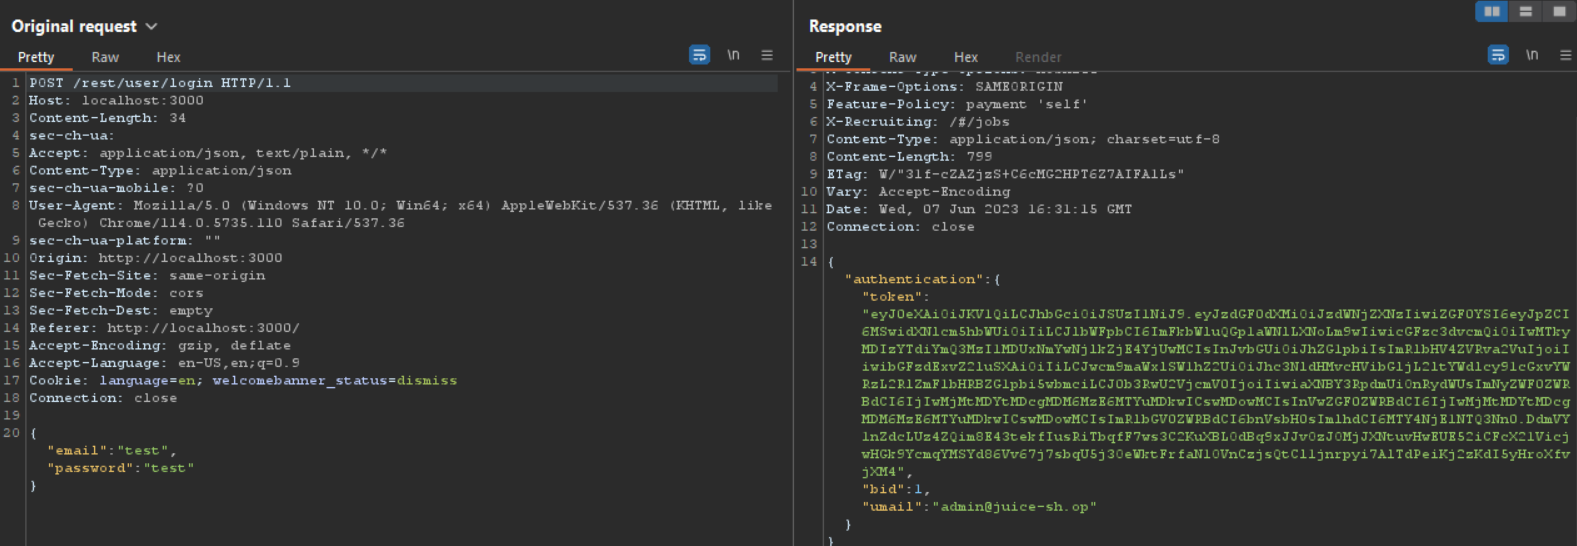 Original request
Pretty Raw Hex \n
1 POST /rest/user/login HTTP/1.1
2 Host: localhost:3000
3 Content-Length: 34
4 sec-ch-ua:
5 Accept: application/json, text/plain, */*
6 Content-Type: application/json
7 sec-ch-ua-mobile: ?0
8 User-Agent: Mozilla/5.0 (Windows NT 10.0; Win64; x64) AppleWebKit/537.36 (KHTML, like
Gecko) Chrome/114.0.5735.110 Safari/537.36
9 sec-ch-ua-platform: ""
10 Origin: http://localhost:3000
11 Sec-Fetch-Site: same-origin
12 Sec-Fetch-Mode: cors
13 Sec-Fetch-Dest: empty
14 Referer: http://localhost:3000/
15 Accept-Encoding: gzip, deflate
16 Accept-Language: en-US,en;q=0.9
17 Cookie: language=en; welcomebanner_status=dismiss
18 Connection: close
19
20 {
"email":"test",
"password":"test"
}
Response
Pretty Raw Hex Render \n
4 X-Frame-Options: SAMEORIGIN
5 Feature-Policy: payment 'self'
6 X-Recruiting: /#/jobs
7 Content-Type: application/json; charset=utf-8
8 Content-Length: 799
9 ETag: W/"31f-cZAZjzS+C6cMG2HPT6Z7AIFA1Ls"
10 Vary: Accept-Encoding
11 Date: Wed, 07 Jun 2023 16:31:15 GMT
12 Connection: close
13
14 {
"authentication":{
"token":
"bid":1,
"umail":"admin@juice-sh.op"
}
}